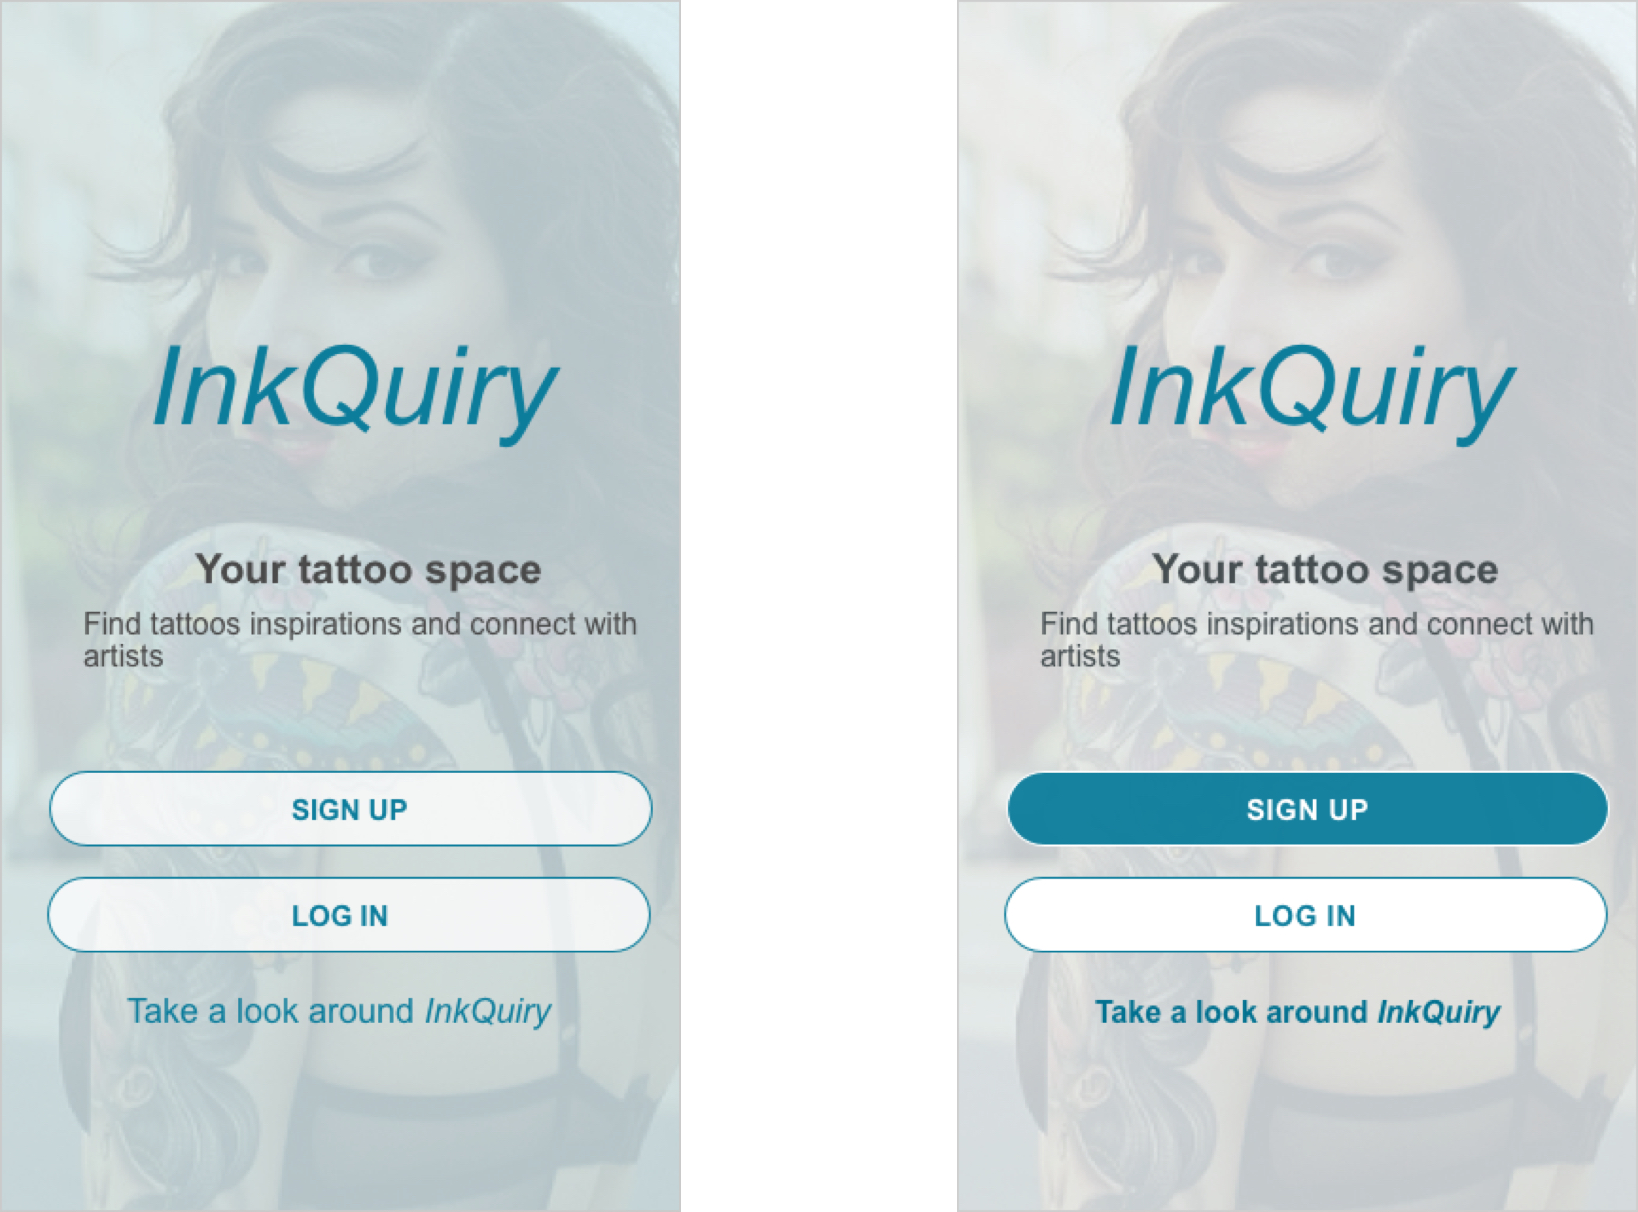 InkQuiry
Your tattoo space
Find tattoos inspirations and connect with
artists
SIGN UP
LOG IN
Take a look around InkQuiry
InkQuiry
Your tattoo space
Find tattoos inspirations and connect with
artists
SIGN UP
LOG IN
Take a look around InkQuiry